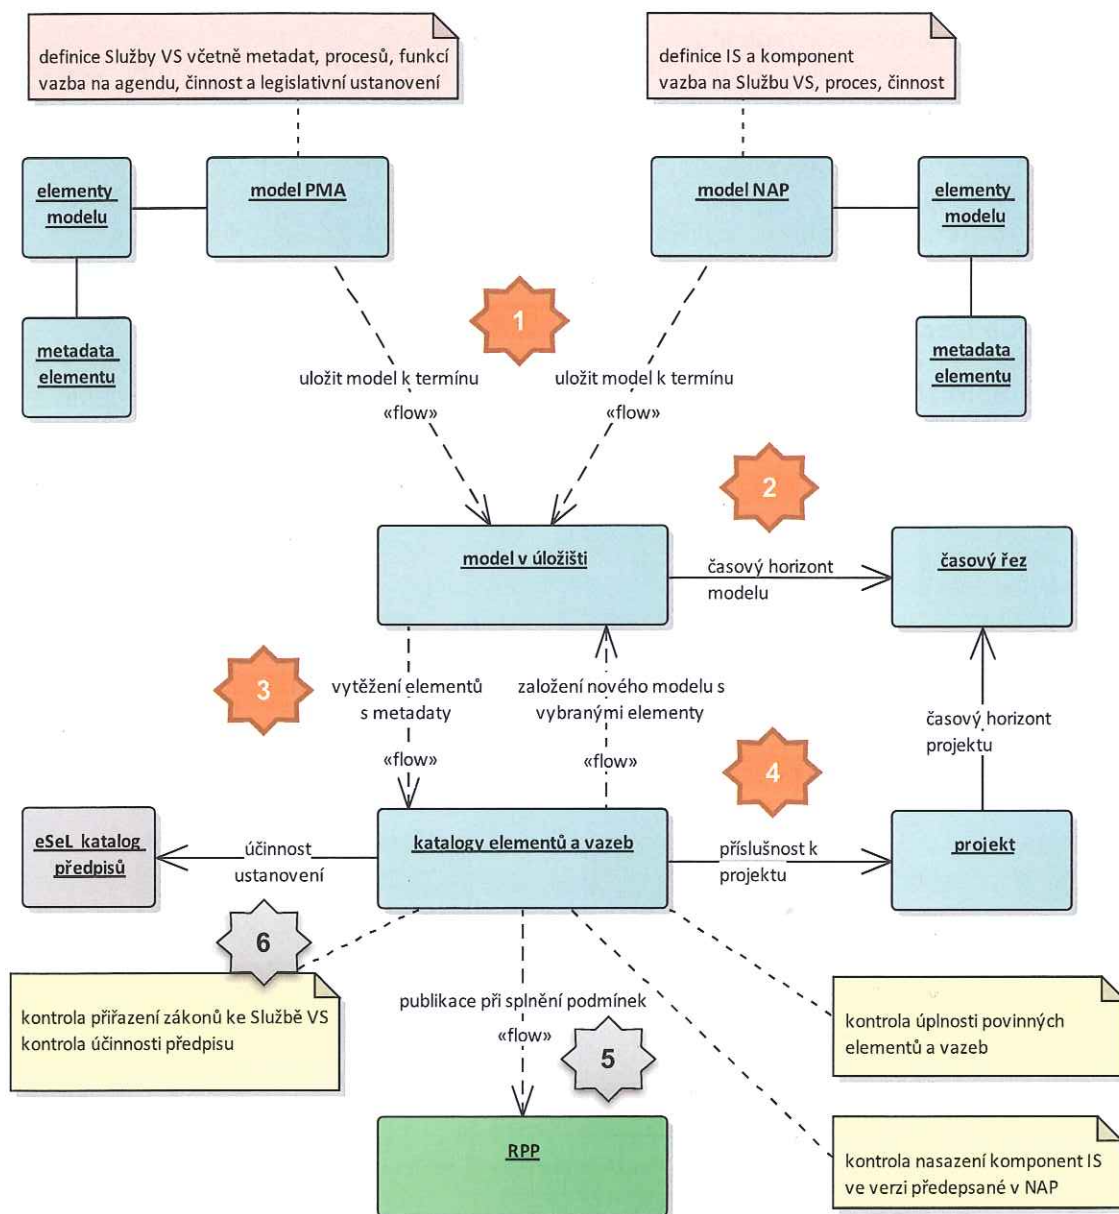 definice Služby VS včetně metadat, procesů, funkcí
vazba na agendu, činnost a legislativní ustanovení
definice IS a komponent
vazba na Službu VS, proces, činnost
elementy
modelu
model PMA
model NAP
elementy
modelu
metadata
elementu
metadata
elementu
1
uložit model k termínu
«flow»
uložit model k termínu
«flow»
2
model v úložišti
časový horizont
modelu
časový řez
3
vytěžení elementů
s metadaty
«flow»
založení nového modelu s
vybranými elementy
«flow»
časový horizont
projektu
4
eSeL katalog
předpisů
účinnost
ustanovení
katalogy elementů a vazeb
příslušnost k
projektu
projekt
6
kontrola přiřazení zákonů ke Službě VS
kontrola účinnosti předpisu
publikace při splnění podmínek
«flow»
5
kontrola úplnosti povinných
elementů a vazeb
RPP
kontrola nasazení komponent IS
ve verzi předepsané v NAP